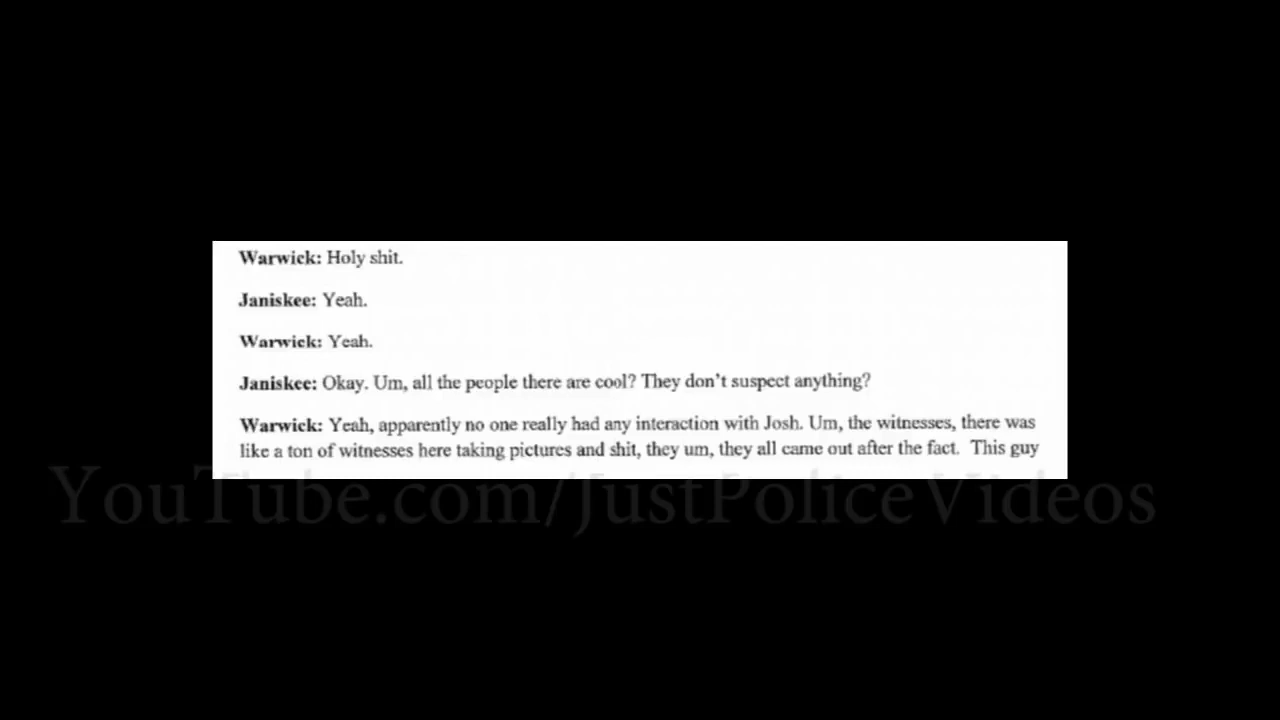 Warwick: Holy shit.
Janiskee: Yeah.
Warwick: Yeah.
Janiskee: Okay. Um, all the people there are cool? They don't suspect anything?
Warwick: Yeah, apparently no one really had any interaction with Josh. Um, the witnesses, there was
like a ton of witnesses here taking pictures and shit, they um, they all came out after the fact.  This guy
YouTube.com/JustPoliceVideos